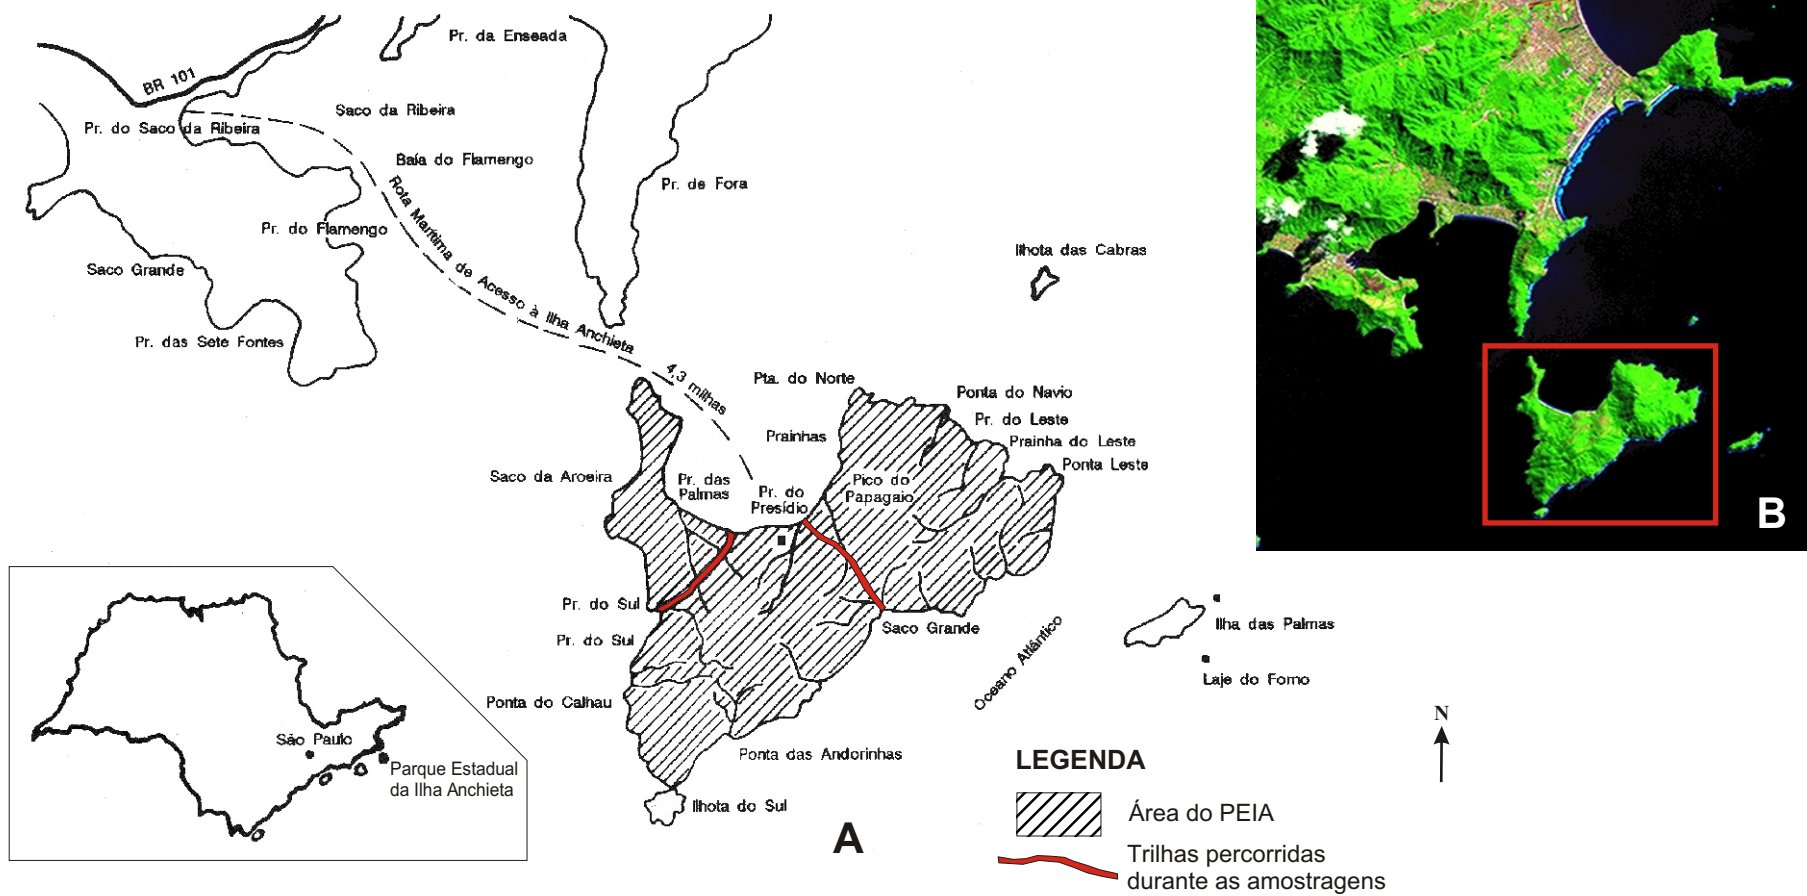 Pr. da Enseada
BR 101
Saco da Ribeira
Pr. do Saco da Ribeira
Baía do Flamengo
Pr. de Fora
Rota Marítima de Acesso à Ilha Anchieta
4,3 milhas
Pr. do Flamengo
Saco Grande
Pr. das Sete Fontes
Ilhota das Cabras
Pta. do Norte
Ponta do Navio
Pr. do Leste
Prainhas
Prainha do Leste
Ponta Leste
Saco da Aroeira
Pr. das
Palmas
Pr. do
Presídio
Pico do
Papagaio
Pr. do Sul
Pr. do Sul
Saco Grande
Oceano Atlântico
Ilha das Palmas
Laje do Forno
Ponta do Calhau
Ponta das Andorinhas
Ilhota do Sul
São Paulo
Parque Estadual
da Ilha Anchieta
A
B
N
LEGENDA
Área do PEIA
Trilhas percorridas
durante as amostragens